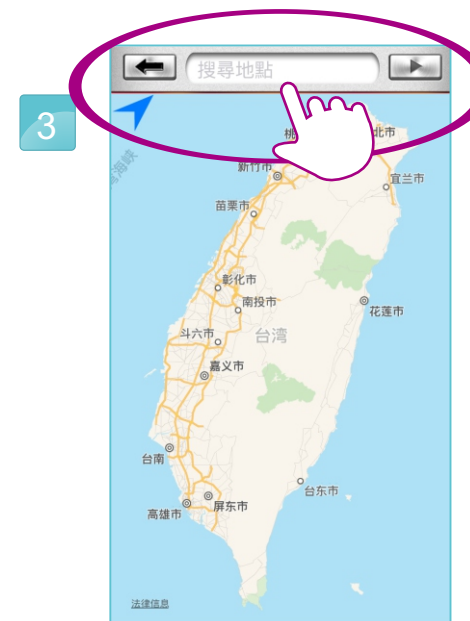 搜尋地點
3
北市
新竹市
宜兰市
苗栗市
彰化市
南投市
花莲市
斗六市
台湾
嘉义市
台南
台东市
屏东市
高雄市
法律信息